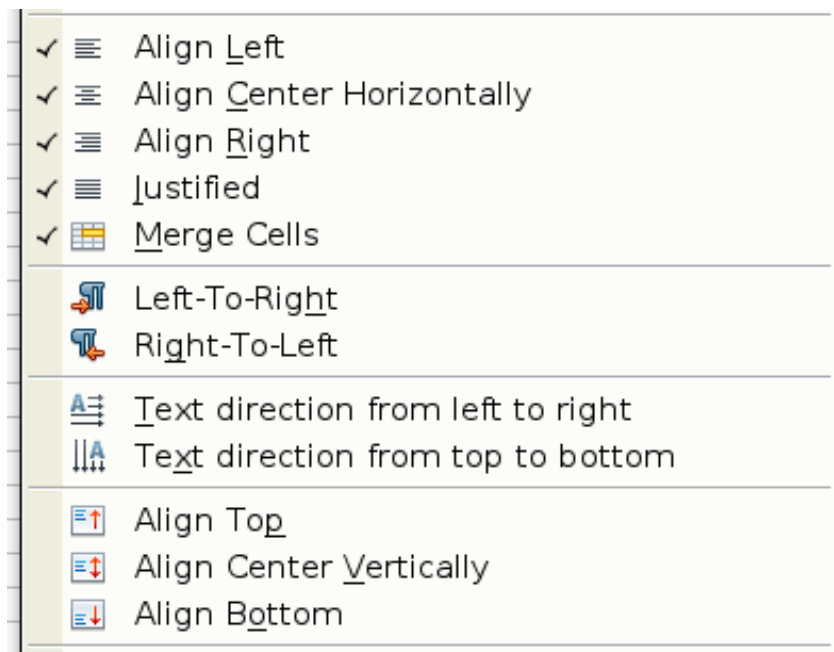 Align Left
Align Center Horizontally
Align Right
Justified
Merge Cells
Left-To-Right
Right-To-Left
Text direction from left to right
Text direction from top to bottom
Align Top
Align Center Vertically
Align Bottom